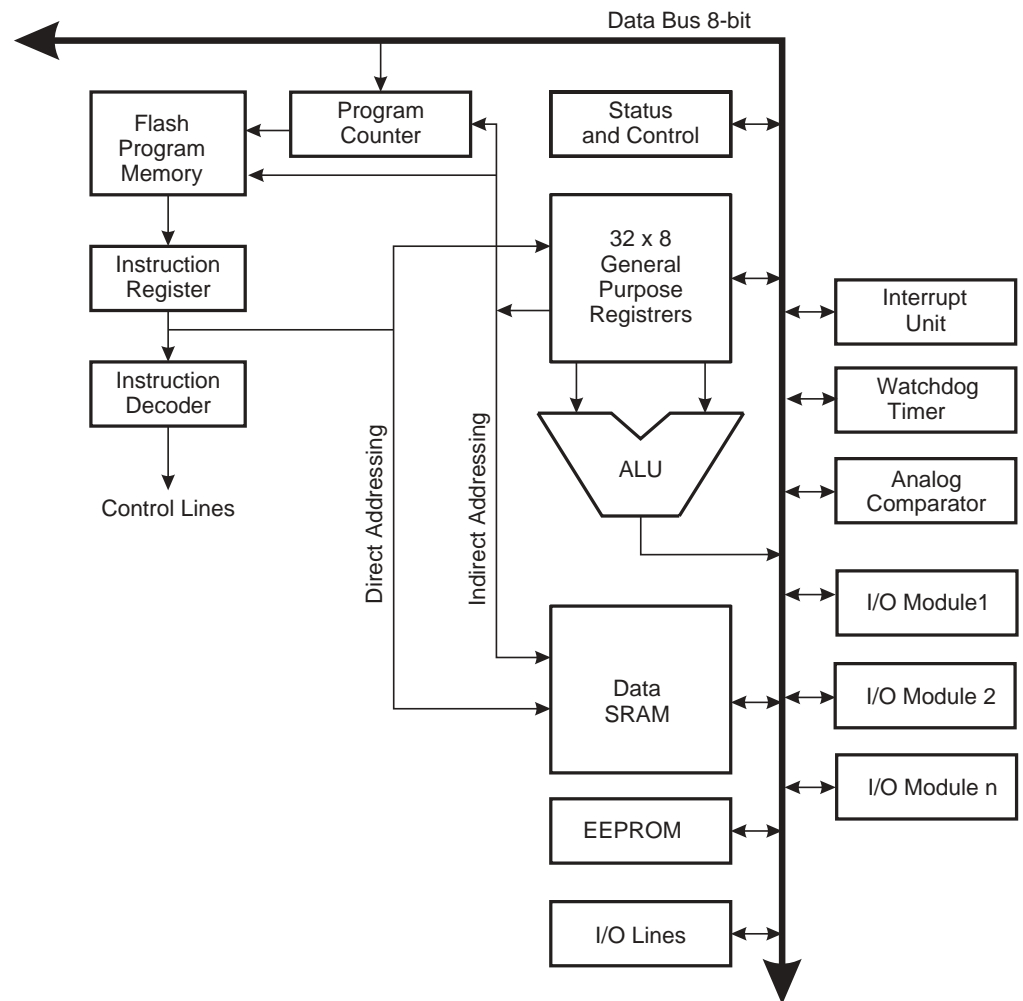 Data Bus 8-bit
Flash
Program
Memory
Program
Counter
Status
and Control
32 x 8
General
Purpose
Registrers
Instruction
Register
Instruction
Decoder
Control Lines
Direct Addressing
Indirect Addressing
ALU
Interrupt
Unit
Watchdog
Timer
Analog
Comparator
I/O Module1
Data
SRAM
I/O Module 2
I/O Module n
EEPROM
I/O Lines